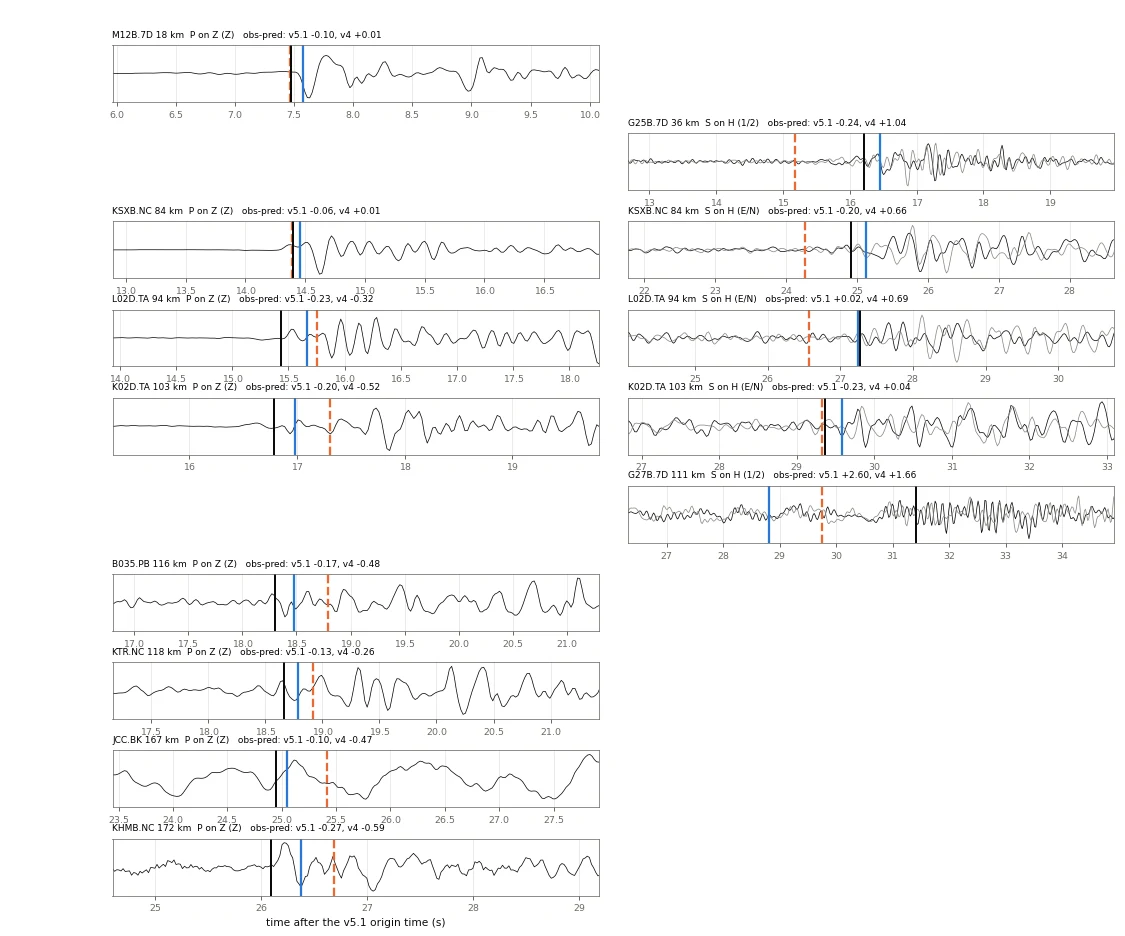 M12B.7D 18 km  P on Z (Z)   obs-pred: v5.1 -0.10, v4 +0.01
6.0 6.5 7.0 7.5 8.0 8.5 9.0 9.5 10.0
G25B.7D 36 km  S on H (1/2)   obs-pred: v5.1 -0.24, v4 +1.04
13 14 15 16 17 18 19
KSXB.NC 84 km  P on Z (Z)   obs-pred: v5.1 -0.06, v4 +0.01
13.0 13.5 14.0 14.5 15.0 15.5 16.0 16.5
KSXB.NC 84 km  S on H (E/N)   obs-pred: v5.1 -0.20, v4 +0.66
22 23 24 25 26 27 28
L02D.TA 94 km  P on Z (Z)   obs-pred: v5.1 -0.23, v4 -0.32
14.0 14.5 15.0 15.5 16.0 16.5 17.0 17.5 18.0
L02D.TA 94 km  S on H (E/N)   obs-pred: v5.1 +0.02, v4 +0.69
25 26 27 28 29 30
K02D.TA 103 km  P on Z (Z)   obs-pred: v5.1 -0.20, v4 -0.52
16 17 18 19
K02D.TA 103 km  S on H (E/N)   obs-pred: v5.1 -0.23, v4 +0.04
27 28 29 30 31 32 33
G27B.7D 111 km  S on H (1/2)   obs-pred: v5.1 +2.60, v4 +1.66
27 28 29 30 31 32 33 34
B035.PB 116 km  P on Z (Z)   obs-pred: v5.1 -0.17, v4 -0.48
17.0 17.5 18.0 18.5 19.0 19.5 20.0 20.5 21.0
KTR.NC 118 km  P on Z (Z)   obs-pred: v5.1 -0.13, v4 -0.26
17.5 18.0 18.5 19.0 19.5 20.0 20.5 21.0
JCC.BK 167 km  P on Z (Z)   obs-pred: v5.1 -0.10, v4 -0.47
23.5 24.0 24.5 25.0 25.5 26.0 26.5 27.0 27.5
KHMB.NC 172 km  P on Z (Z)   obs-pred: v5.1 -0.27, v4 -0.59
25 26 27 28 29
time after the v5.1 origin time (s)